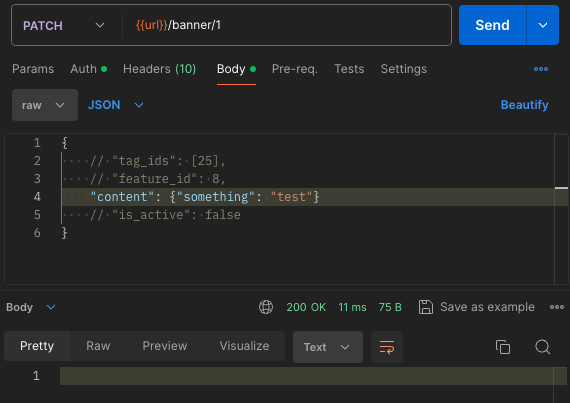 PATCH {{url}}/banner/1 Send
Params Auth Headers (10) Body Pre-req. Tests Settings
raw JSON Beautify
1 {
2 // "tag_ids": [25],
3 // "feature_id": 8,
4 "content": {"something": "test"}
5 // "is_active": false
6 }
Body 200 OK 11 ms 75 B Save as example
Pretty Raw Preview Visualize Text
1